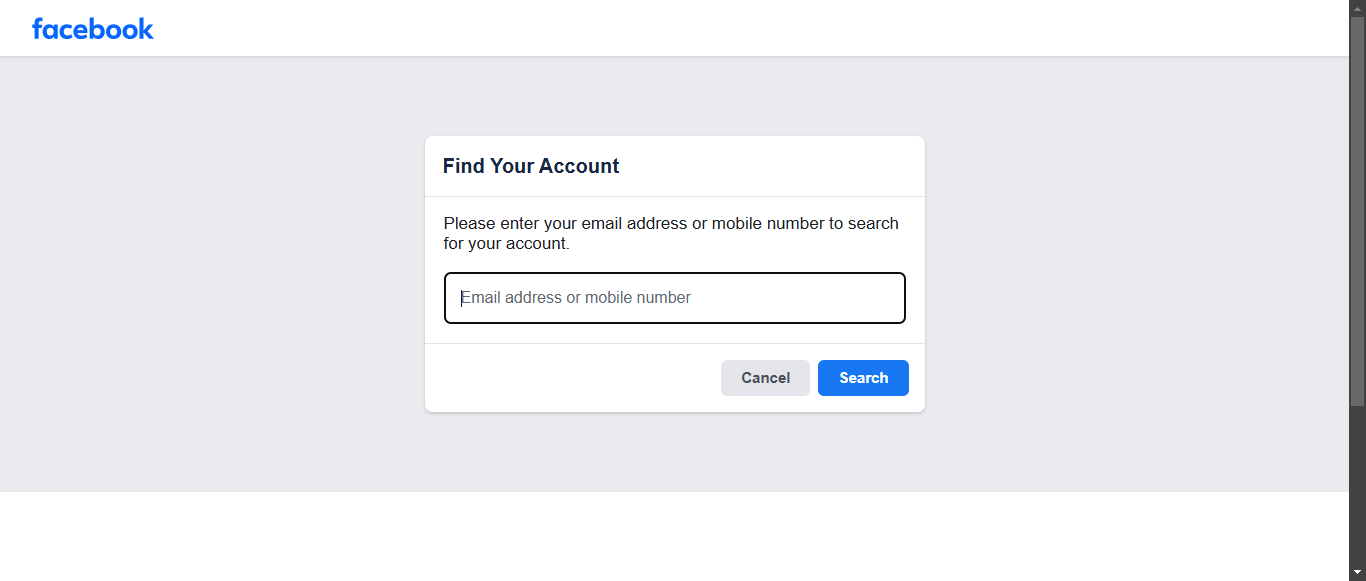 facebook
Find Your Account
Please enter your email address or mobile number to search
for your account.
Email address or mobile number
Cancel
Search